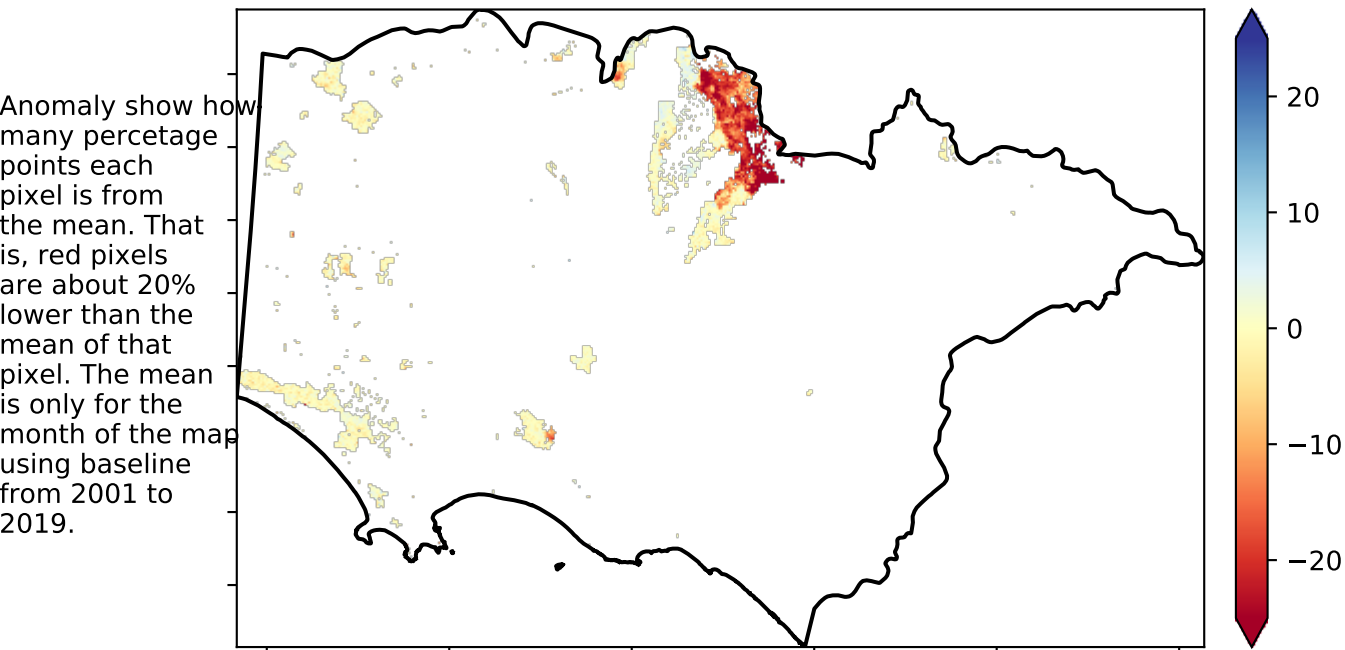 Anomaly show how
many percetage
points each
pixel is from
the mean. That
is, red pixels
are about 20%
lower than the
mean of that
pixel. The mean
is only for the
month of the map
using baseline
from 2001 to
2019.
20
10
0
−10
−20